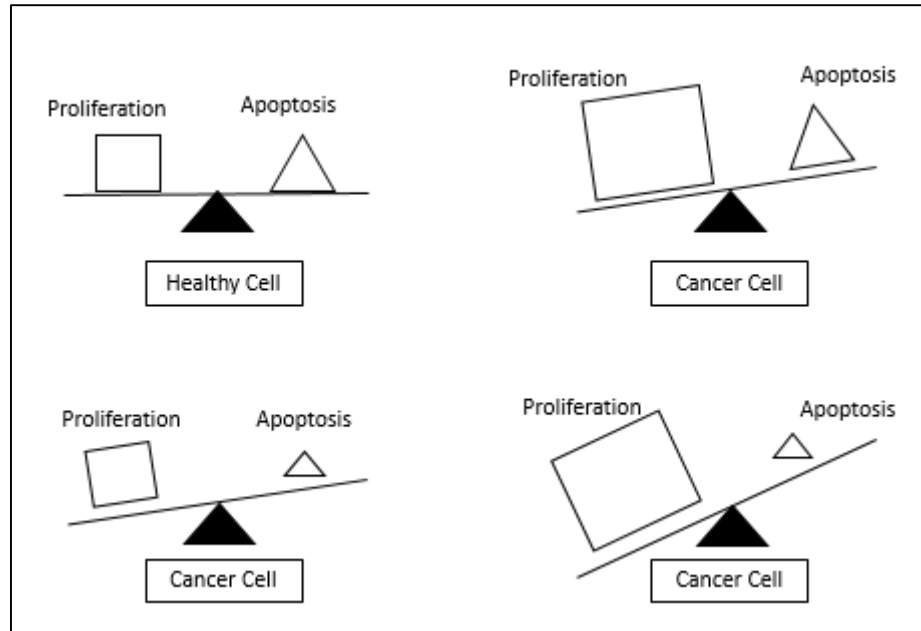 Proliferation
Apoptosis
Healthy Cell
Proliferation
Apoptosis
Cancer Cell
Proliferation
Apoptosis
Cancer Cell
Proliferation
Apoptosis
Cancer Cell